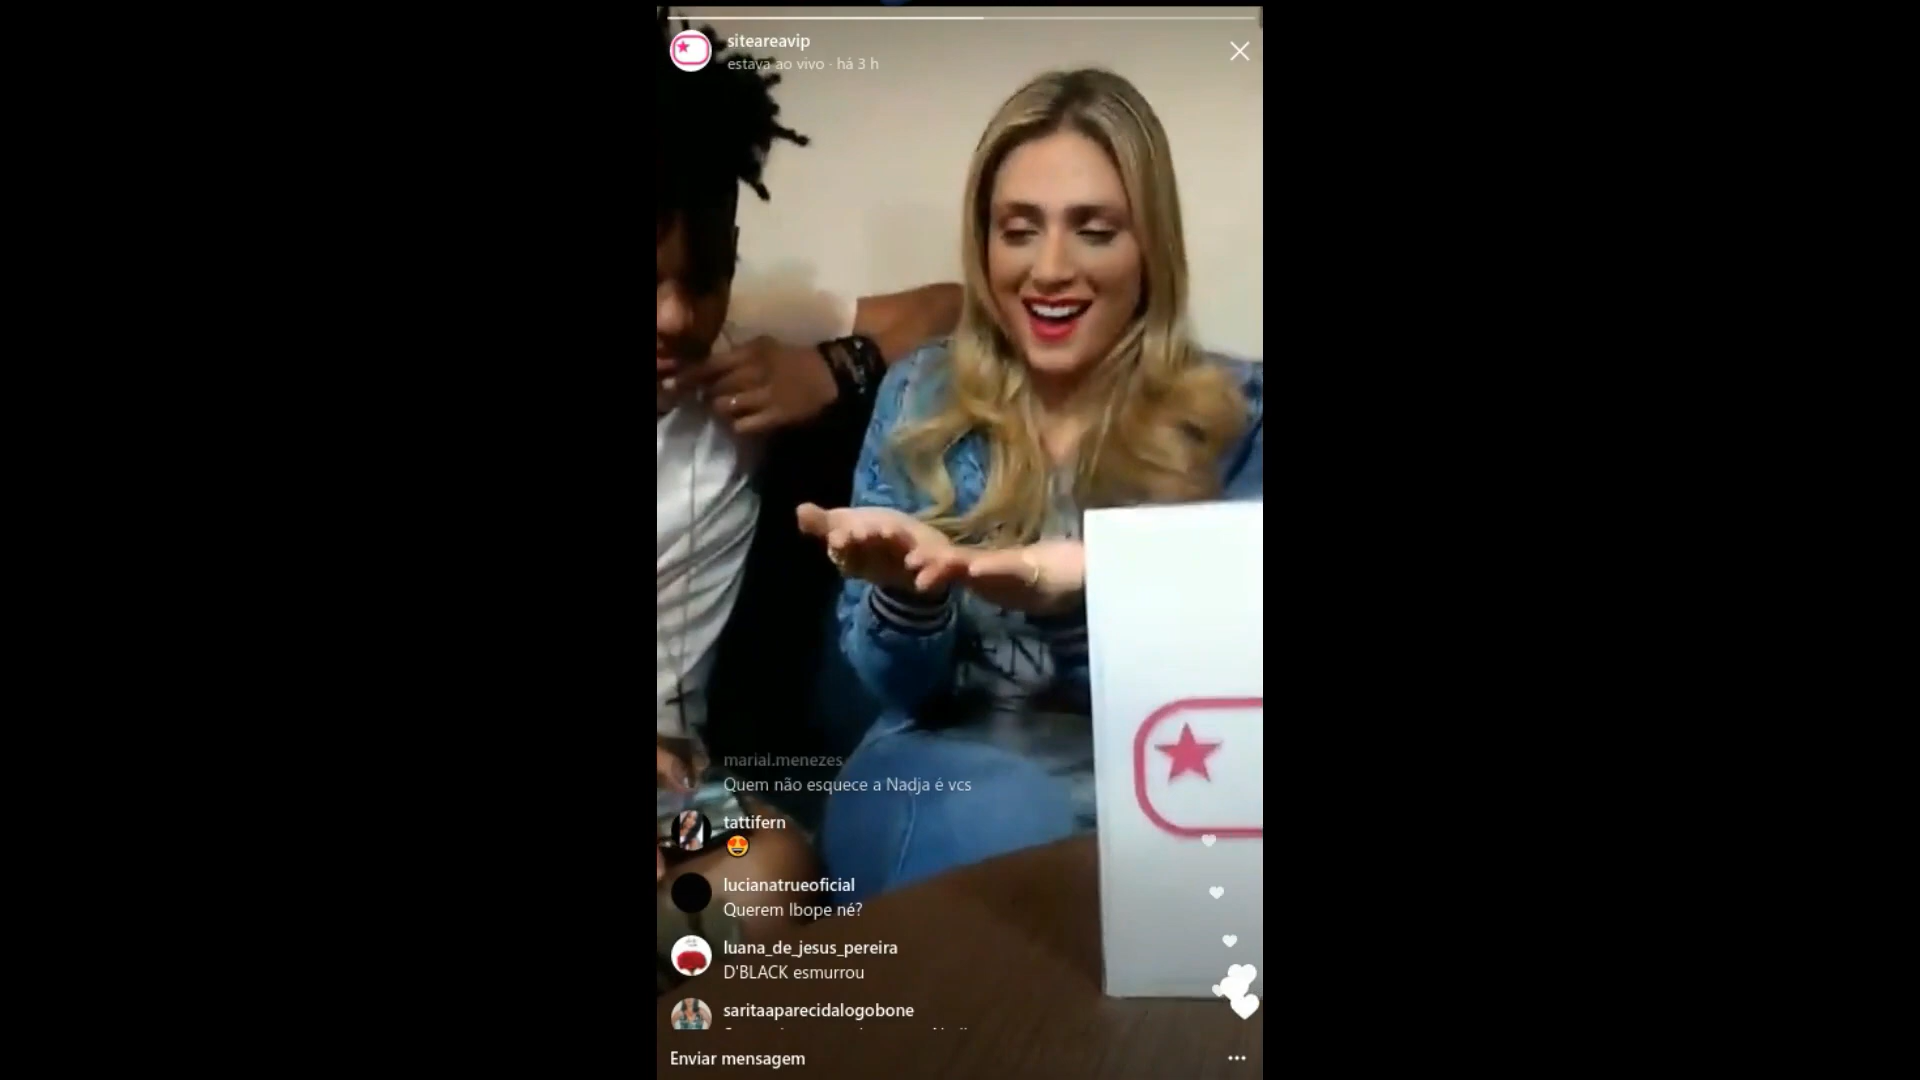 siteareavip
estava ao vivo · há 3 h
EN
marial.menezes
Quem não esquece a Nadja é vcs
tattifern
😍
lucianatrueoficial
Querem Ibope né?
luana_de_jesus_pereira
D'BLACK esmurrou
saritaaparecidalogobone
Enviar mensagem